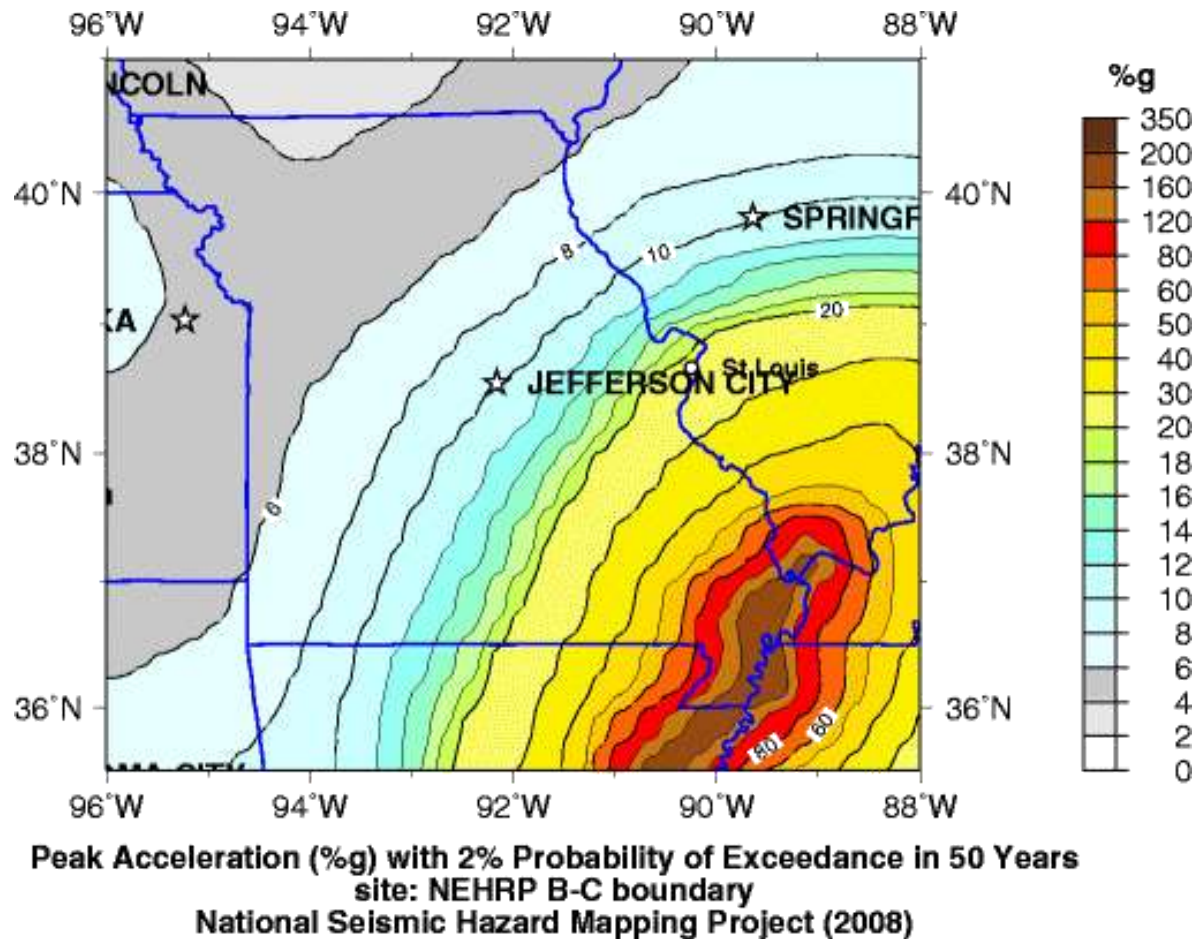 96°W 94°W 92°W 90°W 88°W
%g
NCOLN
350
200
40°N 40°N
160
SPRINGF
120
8 10
80
60
KA
20
50
St Louis
40
JEFFERSON CITY
30
20
38°N 38°N
18
6
16
14
12
10
8
6
36°N 36°N
4
60
80
2
OMA CITY
0
96°W 94°W 92°W 90°W 88°W
Peak Acceleration (%g) with 2% Probability of Exceedance in 50 Years
site: NEHRP B-C boundary
National Seismic Hazard Mapping Project (2008)